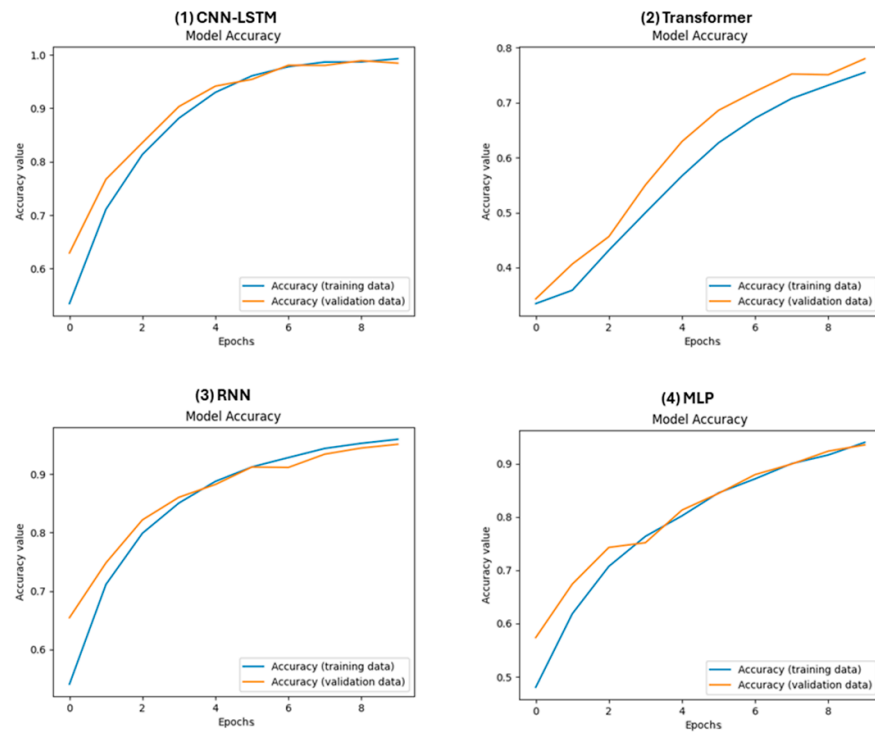 (1) CNN-LSTM
Model Accuracy
1.0
0.9
0.8
0.7
0.6
Accuracy value
0 2 4 6 8
Epochs
Accuracy (training data)
Accuracy (validation data)
(2) Transformer
Model Accuracy
0.8
0.7
0.6
0.5
0.4
Accuracy value
0 2 4 6 8
Epochs
Accuracy (training data)
Accuracy (validation data)
(3) RNN
Model Accuracy
0.9
0.8
0.7
0.6
Accuracy value
0 2 4 6 8
Epochs
Accuracy (training data)
Accuracy (validation data)
(4) MLP
Model Accuracy
0.9
0.8
0.7
0.6
0.5
Accuracy value
0 2 4 6 8
Epochs
Accuracy (training data)
Accuracy (validation data)